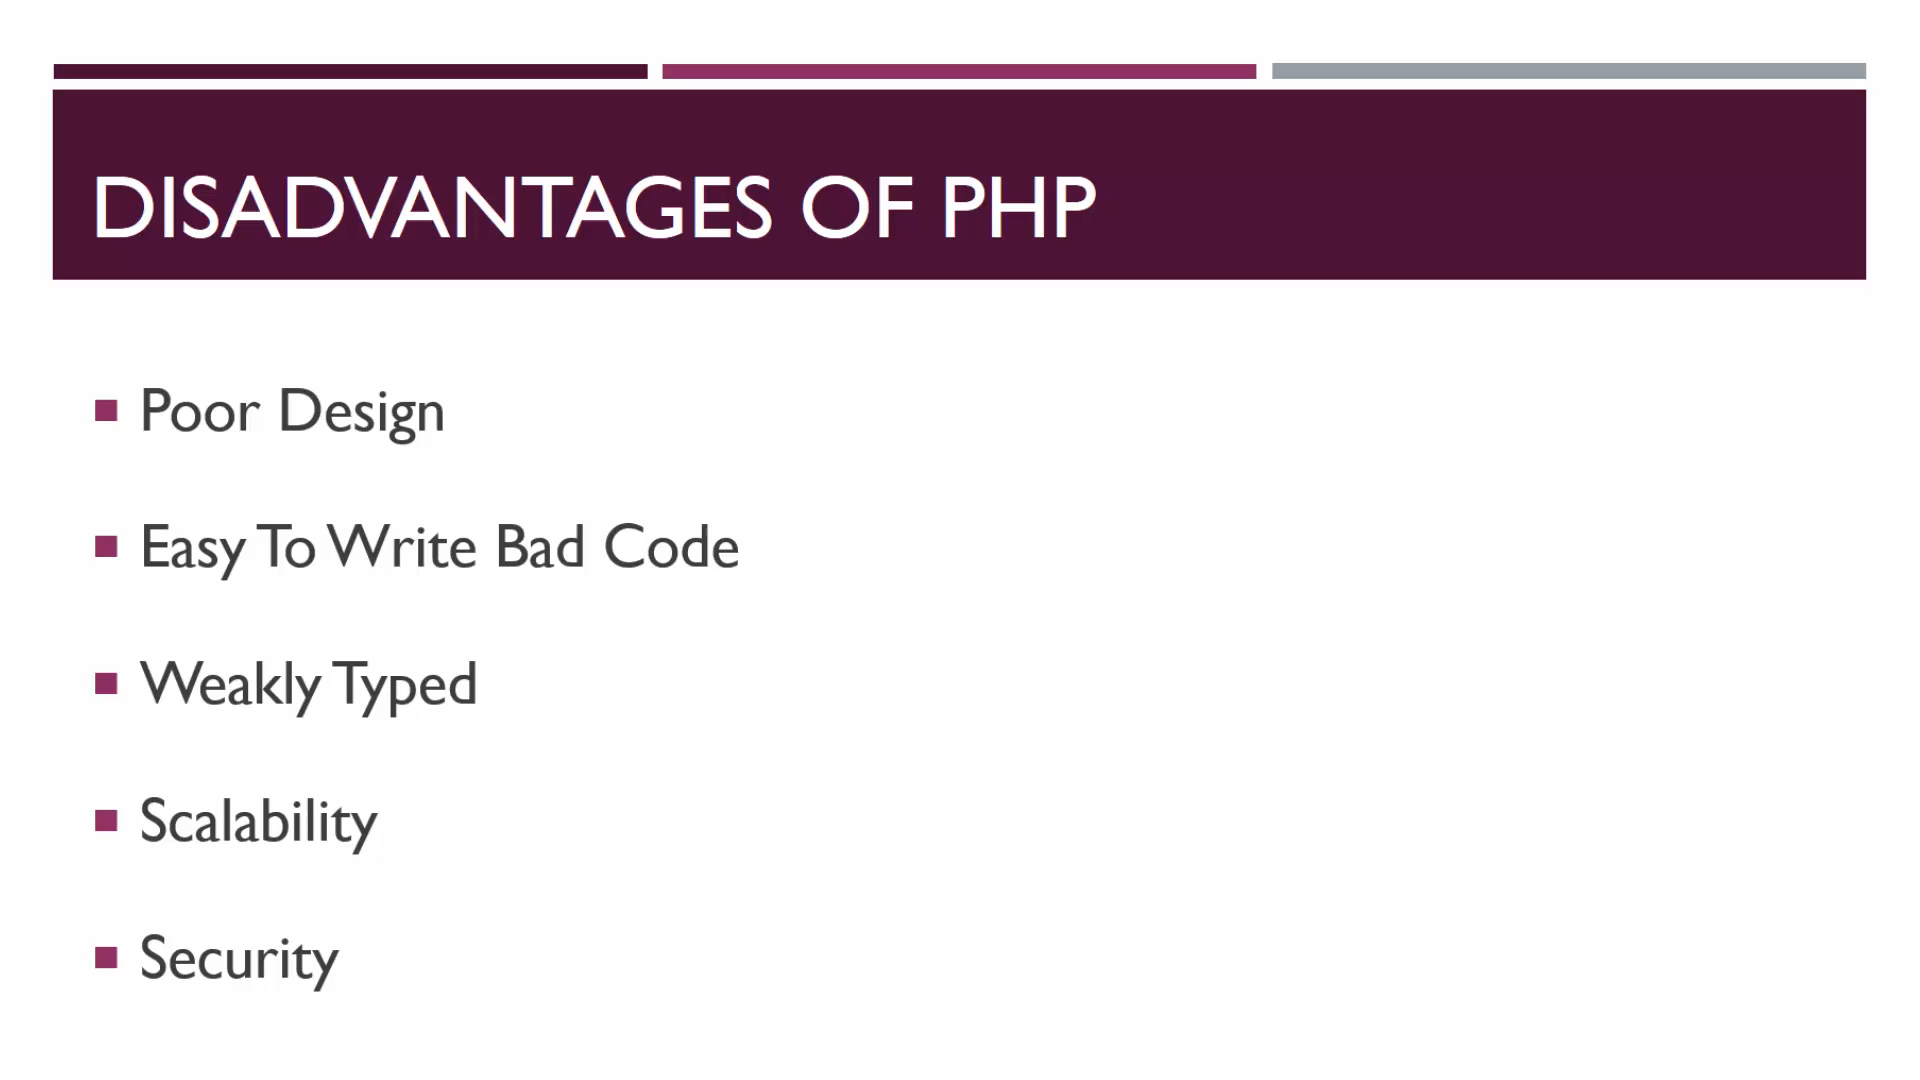 DISADVANTAGES OF PHP
Poor Design
Easy To Write Bad Code
Weakly Typed
Scalability
Security